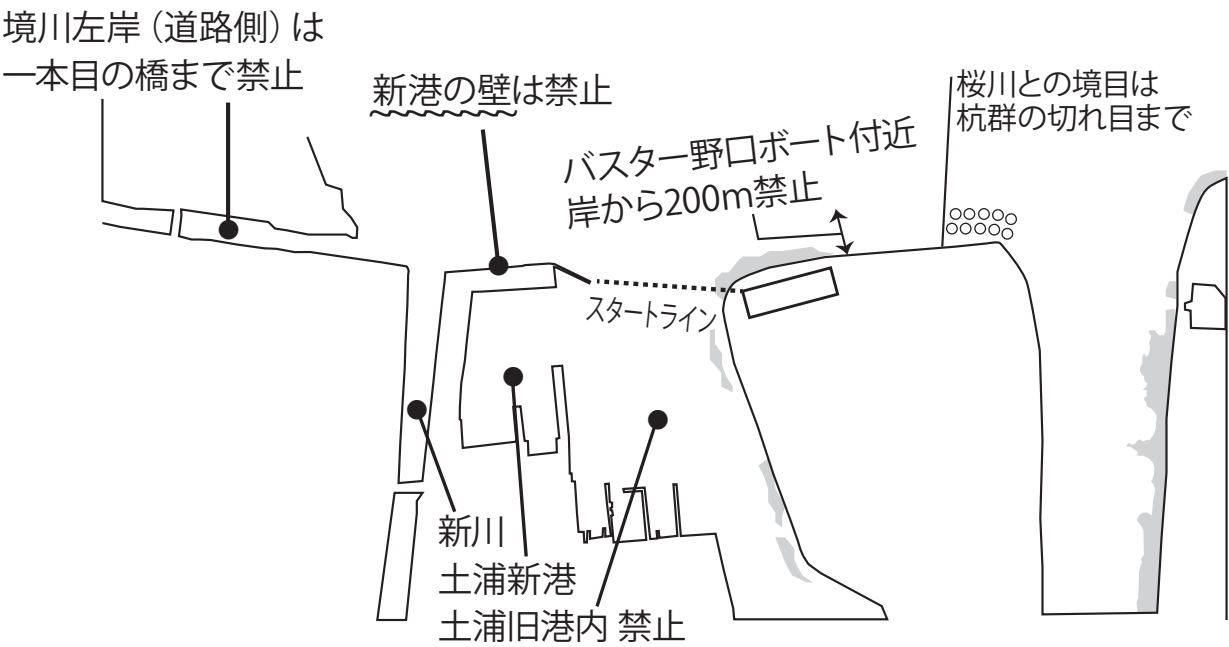 境川左岸（道路側）は
一本目の橋まで禁止
新港の壁は禁止
バスター野口ボート付近
岸から200m禁止
桜川との境目は
杭群の切れ目まで
スタートライン
新川
土浦新港
土浦旧港内 禁止